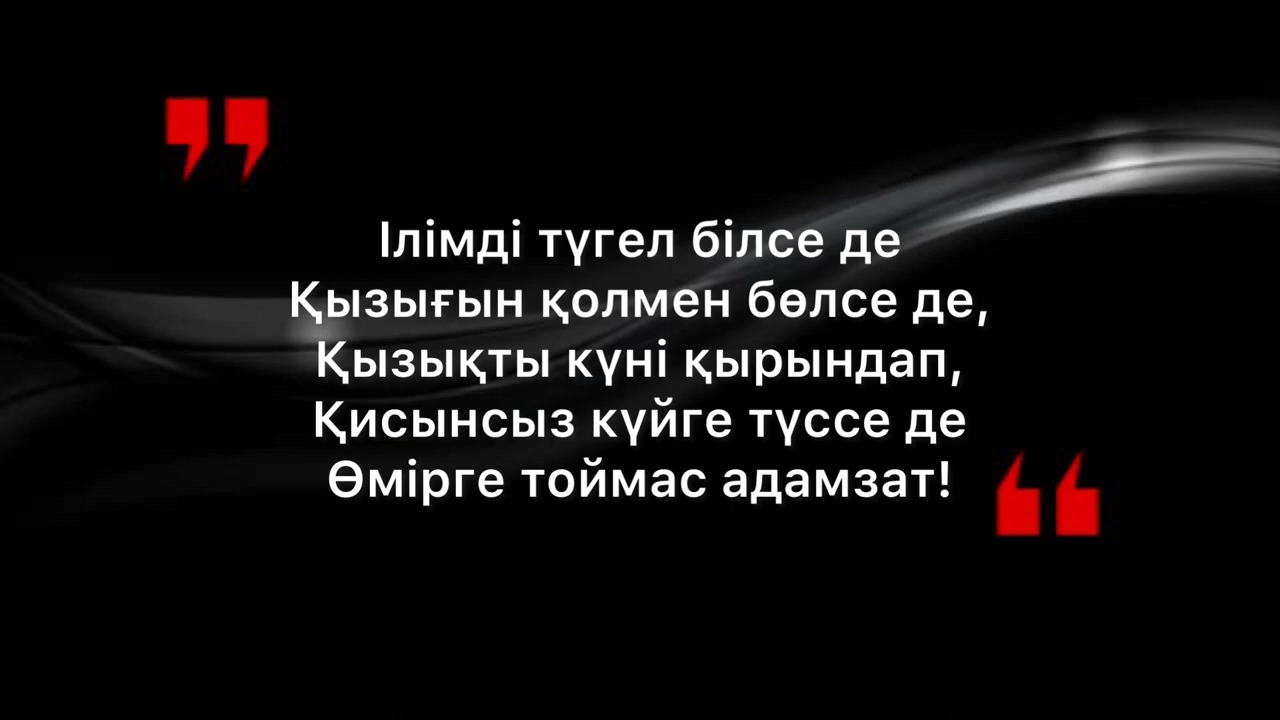 Ілімді түгел білсе де
Қызығын қолмен бөлсе де,
Қызықты күні қырындап,
Қисынсыз күйге түссе де
Өмірге тоймас адамзат!